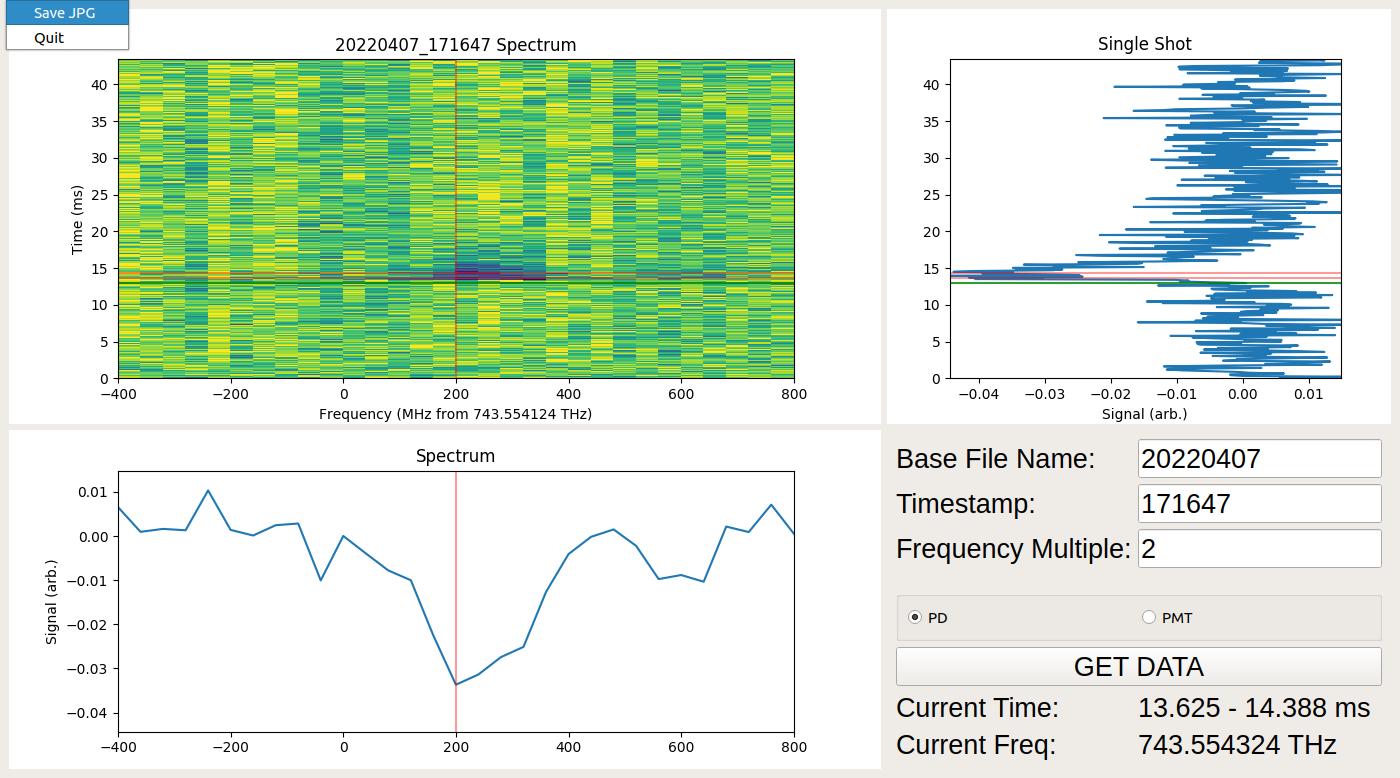 Save JPG
Quit
20220407_171647 Spectrum
40
35
30
25
20
15
10
5
0
Time (ms)
−400 −200 0 200 400 600 800
Frequency (MHz from 743.554124 THz)
Single Shot
40
35
30
25
20
15
10
5
0
−0.04 −0.03 −0.02 −0.01 0.00 0.01
Signal (arb.)
Spectrum
0.01
0.00
−0.01
−0.02
−0.03
−0.04
Signal (arb.)
−400 −200 0 200 400 600 800
Base File Name: 20220407
Timestamp: 171647
Frequency Multiple: 2
PD PMT
GET DATA
Current Time: 13.625 - 14.388 ms
Current Freq: 743.554324 THz